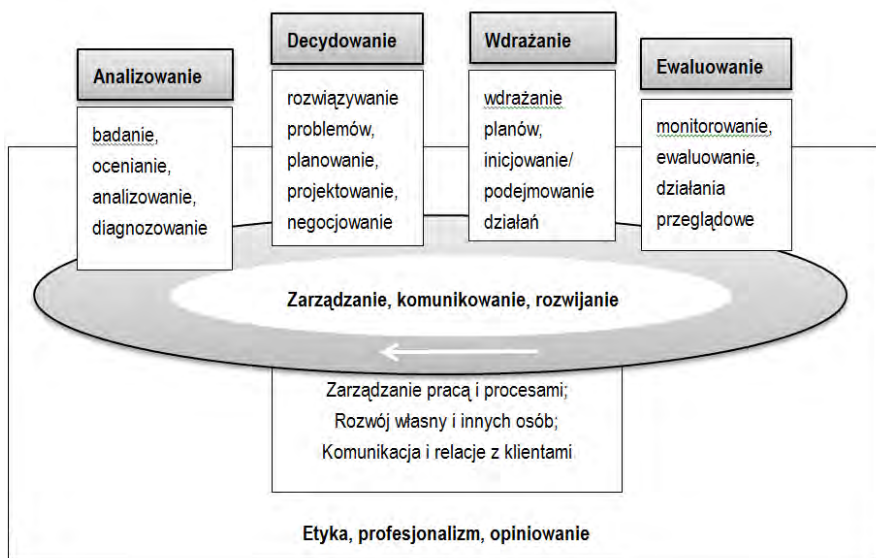 Analizowanie
badanie,
ocenianie,
analizowanie,
diagnozowanie
Decydowanie
rozwiązywanie
problemów,
planowanie,
projektowanie,
negocjowanie
Wdrażanie
wdrażanie
planów,
inicjowanie/
podejmowanie
działań
Ewaluowanie
monitorowanie,
ewaluowanie,
działania
przeglądowe
Zarządzanie, komunikowanie, rozwijanie
Zarządzanie pracą i procesami;
Rozwój własny i innych osób;
Komunikacja i relacje z klientami
Etyka, profesjonalizm, opiniowanie